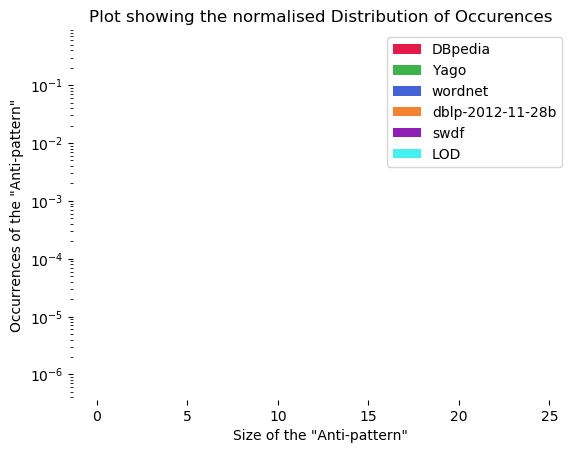 Plot showing the normalised Distribution of Occurences
DBpedia
Yago
wordnet
dblp-2012-11-28b
swdf
LOD
Occurrences of the "Anti-pattern"
10⁻¹
10⁻²
10⁻³
10⁻⁴
10⁻⁵
10⁻⁶
0 5 10 15 20 25
Size of the "Anti-pattern"